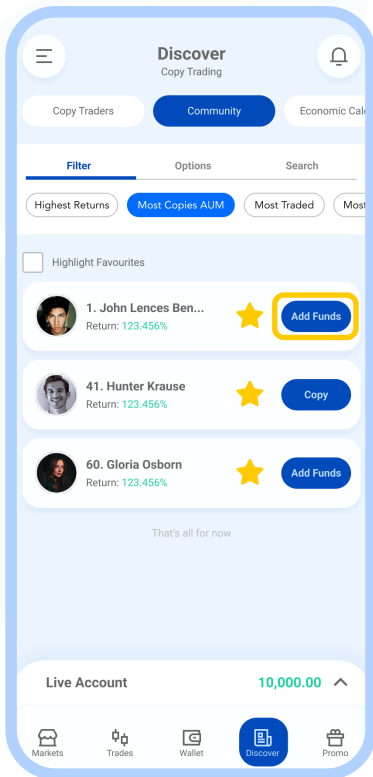 Discover
Copy Trading
Copy Traders
Community
Economic Cale
Filter
Options
Search
Highest Returns
Most Copies AUM
Most Traded
Most
Highlight Favourites
1. John Lences Ben...
Return: 123.456%
Add Funds
41. Hunter Krause
Return: 123.456%
Copy
60. Gloria Osborn
Return: 123.456%
Add Funds
That's all for now
Live Account
10,000.00
Markets
Trades
Wallet
Discover
Promo